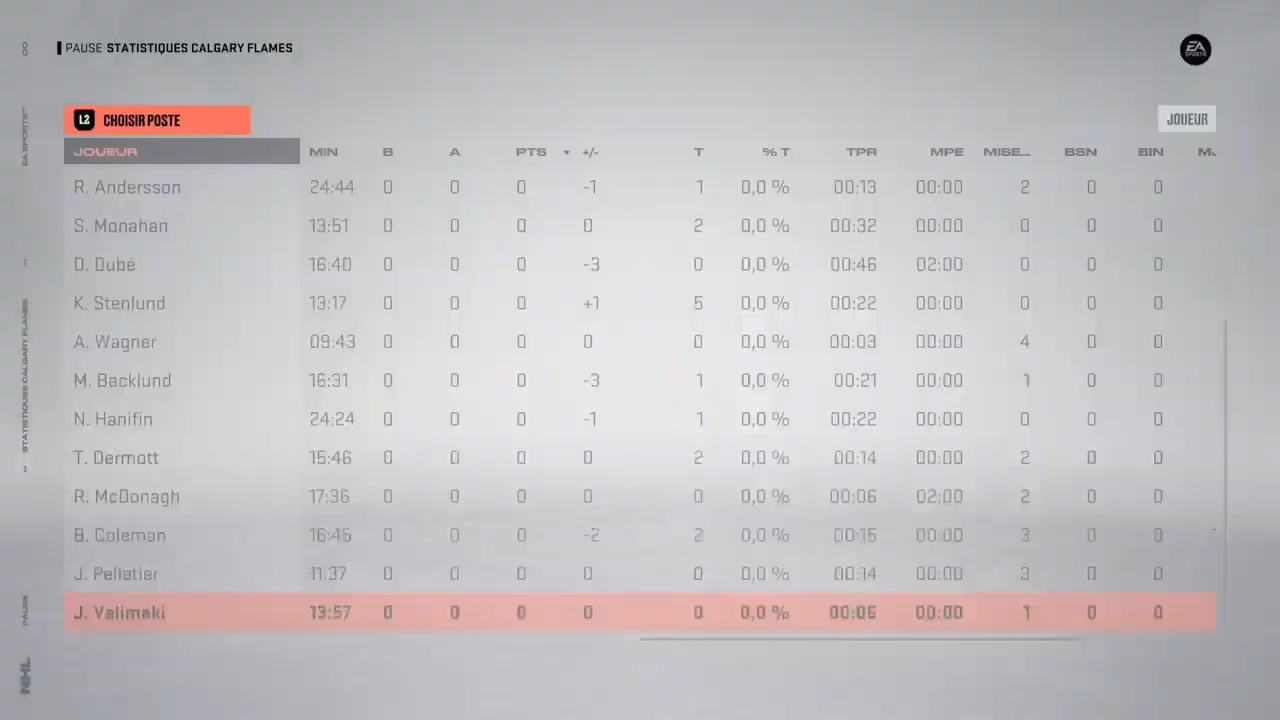 PAUSE STATISTIQUES CALGARY FLAMES
EA SPORTS
L2 CHOISIR POSTE
JOUEUR
JOUEUR MIN B A PTS +/- T % T TPR MPE MISE... BSN BIN
R. Andersson 24:44 0 0 0 -1 1 0,0 % 00:13 00:00 2 0 0
S. Monahan 13:51 0 0 0 0 2 0,0 % 00:32 00:00 0 0 0
D. Dubé 16:40 0 0 0 -3 0 0,0 % 00:46 02:00 0 0 0
K. Stenlund 13:17 0 0 0 +1 5 0,0 % 00:22 00:00 0 0 0
A. Wagner 09:43 0 0 0 0 0 0,0 % 00:03 00:00 4 0 0
M. Backlund 16:31 0 0 0 -3 1 0,0 % 00:21 00:00 1 0 0
N. Hanifin 24:24 0 0 0 -1 1 0,0 % 00:22 00:00 0 0 0
T. Dermott 15:46 0 0 0 0 2 0,0 % 00:14 00:00 2 0 0
R. McDonagh 17:36 0 0 0 0 0 0,0 % 00:06 02:00 2 0 0
B. Coleman 16:45 0 0 0 -2 2 0,0 % 00:15 00:00 3 0 0
J. Pelletier 11:37 0 0 0 0 0 0,0 % 00:14 00:00 3 0 0
J. Valimaki 13:57 0 0 0 0 0 0,0 % 00:06 00:00 1 0 0
EA SPORTS™
STATISTIQUES CALGARY FLAMES
PAUSE
NHL